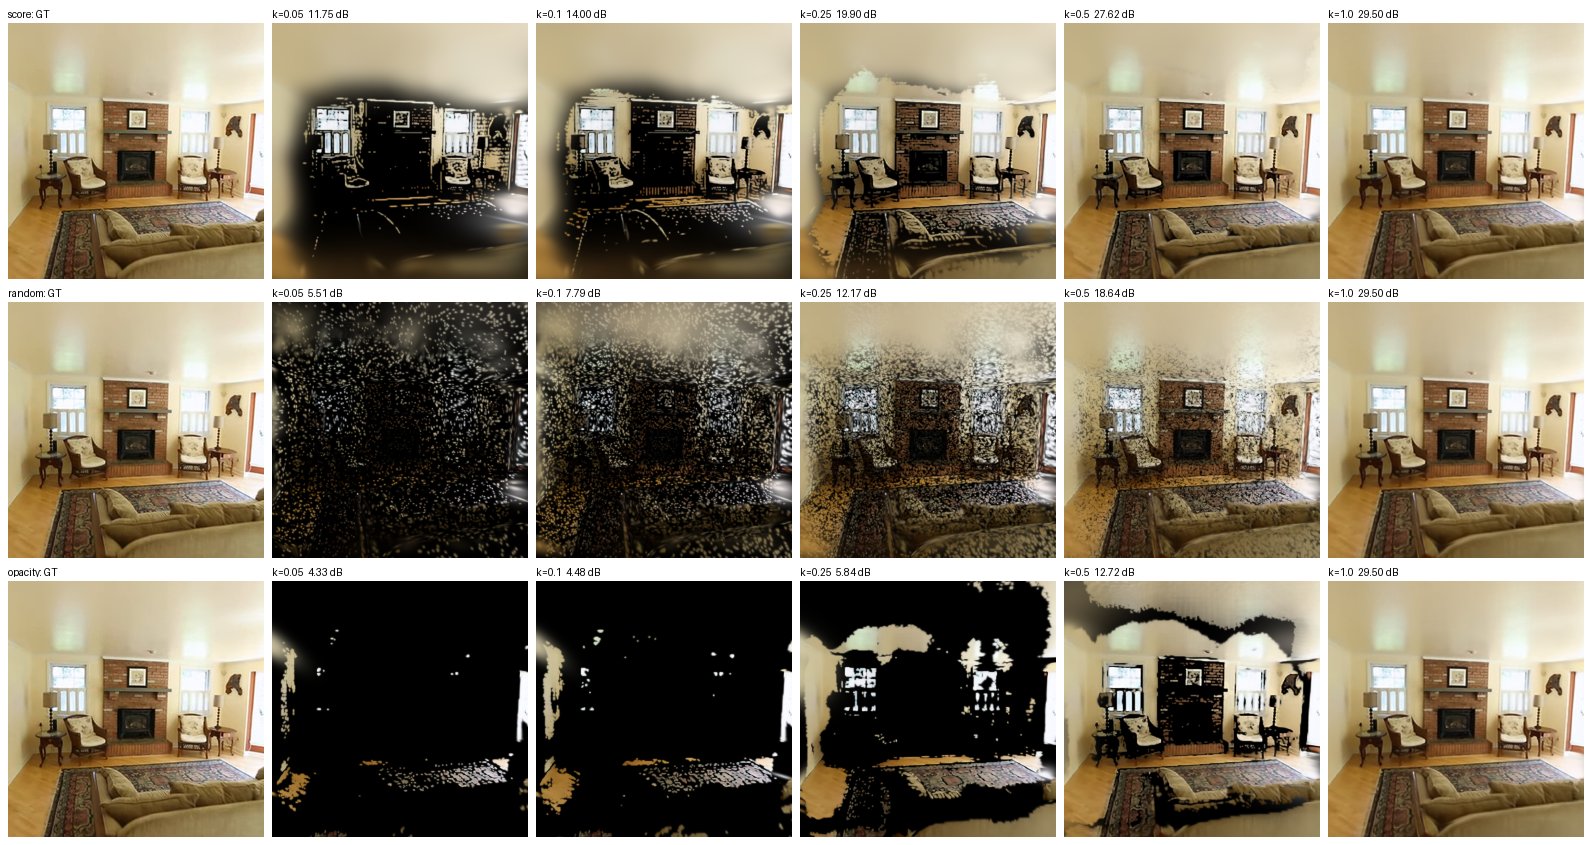 score: GT
k=0.05 11.75 dB
k=0.1 14.00 dB
k=0.25 19.90 dB
k=0.5 27.62 dB
k=1.0 29.50 dB
random: GT
k=0.05 5.51 dB
k=0.1 7.79 dB
k=0.25 12.17 dB
k=0.5 18.64 dB
k=1.0 29.50 dB
opacity: GT
k=0.05 4.33 dB
k=0.1 4.48 dB
k=0.25 5.84 dB
k=0.5 12.72 dB
k=1.0 29.50 dB